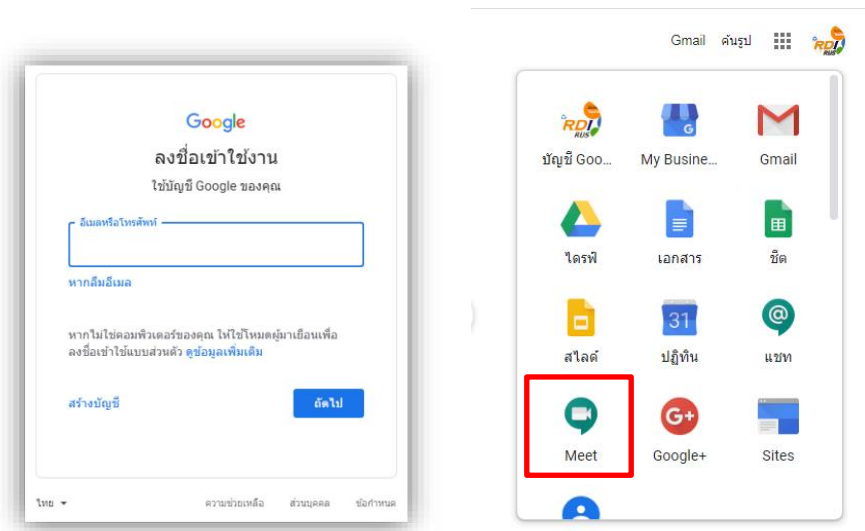 Google
ลงชื่อเข้าใช้งาน
ใช้บัญชี Google ของคุณ
อีเมลหรือโทรศัพท์
หากลืมอีเมล
หากไม่ใช่คอมพิวเตอร์ของคุณ ให้ใช้โหมดผู้มาเยือนเพื่อ
ลงชื่อเข้าใช้แบบส่วนตัว ดูข้อมูลเพิ่มเติม
สร้างบัญชี ถัดไป
ไทย ความช่วยเหลือ ส่วนบุคคล ข้อกำหนด
Gmail ค้นรูป RDI RUS
RDI RUS
บัญชี Goo... My Busine... Gmail
ไดรฟ์ เอกสาร ชีต
31
สไลด์ ปฏิทิน แชท
G+
Meet Google+ Sites